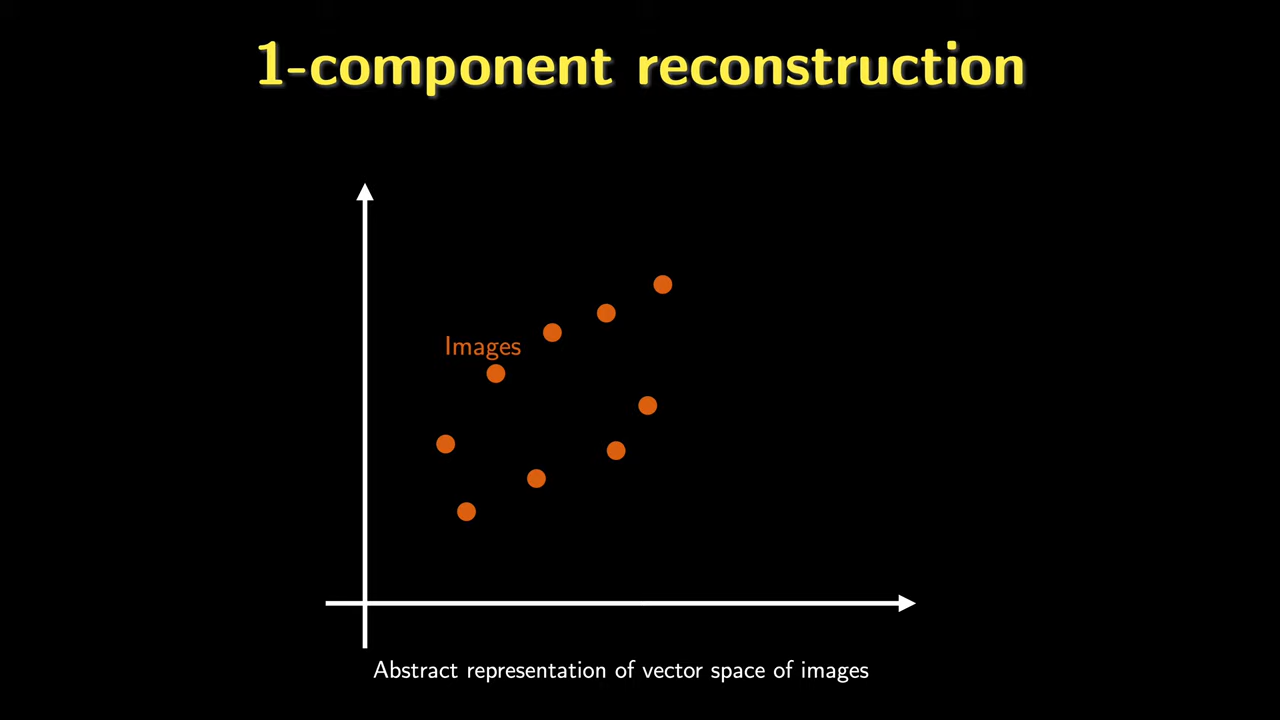 1-component reconstruction
Images
Abstract representation of vector space of images